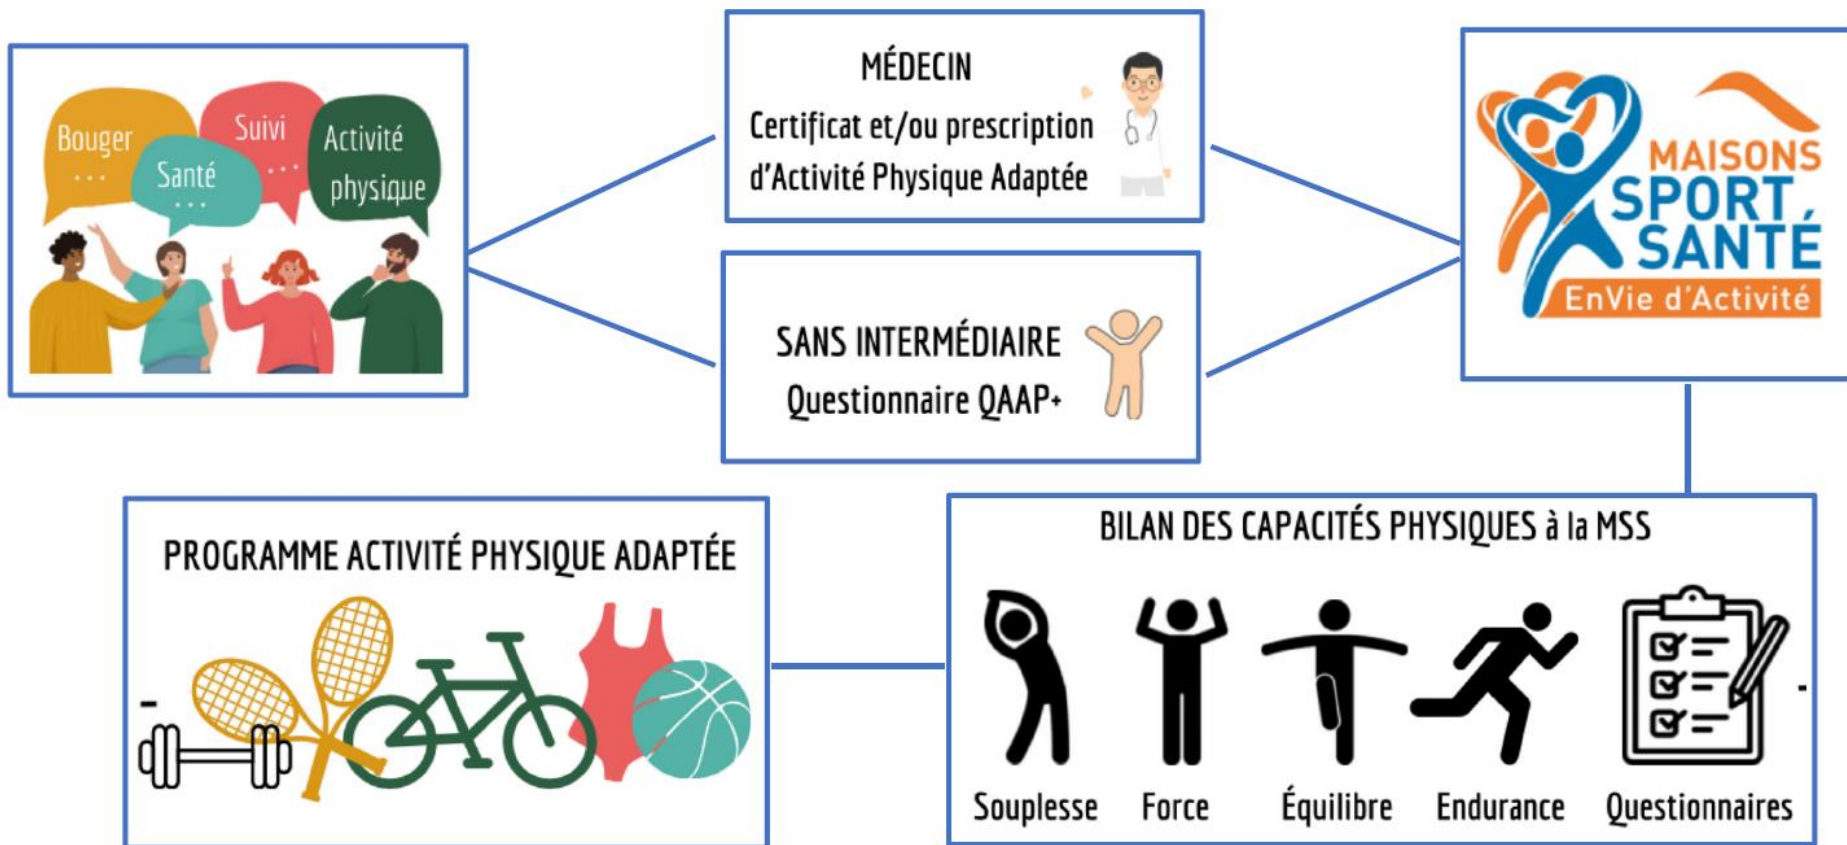 Bouger
...
Santé
...
Suivi
...
Activité
physique
...
MÉDECIN
Certificat et/ou prescription
d'Activité Physique Adaptée
SANS INTERMÉDIAIRE
Questionnaire QAAP+
MAISONS
SPORT
SANTÉ
EnVie d'Activité
BILAN DES CAPACITÉS PHYSIQUES à la MSS
Souplesse Force Équilibre Endurance Questionnaires
-
PROGRAMME ACTIVITÉ PHYSIQUE ADAPTÉE
-